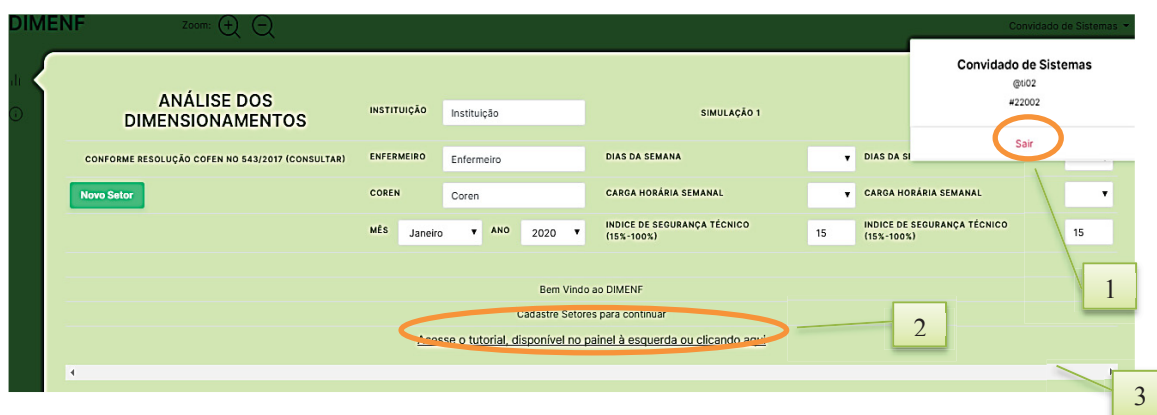 DIMENF Zoom: Convidado de Sistemas
Convidado de Sistemas
@ti02
#22002
Sair
ANÁLISE DOS
DIMENSIONAMENTOS
INSTITUIÇÃO Instituição SIMULAÇÃO 1
CONFORME RESOLUÇÃO COFEN NO 543/2017 (CONSULTAR) ENFERMEIRO Enfermeiro DIAS DA SEMANA DIAS DA
Novo Setor COREN Coren CARGA HORÁRIA SEMANAL CARGA HORÁRIA SEMANAL
MÊS Janeiro ANO 2020 INDICE DE SEGURANÇA TÉCNICO
(15%-100%) 15 INDICE DE SEGURANÇA TÉCNICO
(15%-100%) 15
Bem Vindo ao DIMENF
Cadastre Setores para continuar
Acesse o tutorial, disponível no painel à esquerda ou clicando aqui
1
2
3